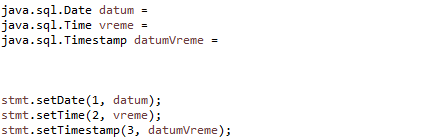 java.sql.Date datum =
java.sql.Time vreme =
java.sql.Timestamp datumVreme =
stmt.setDate(1, datum);
stmt.setTime(2, vreme);
stmt.setTimestamp(3, datumVreme);